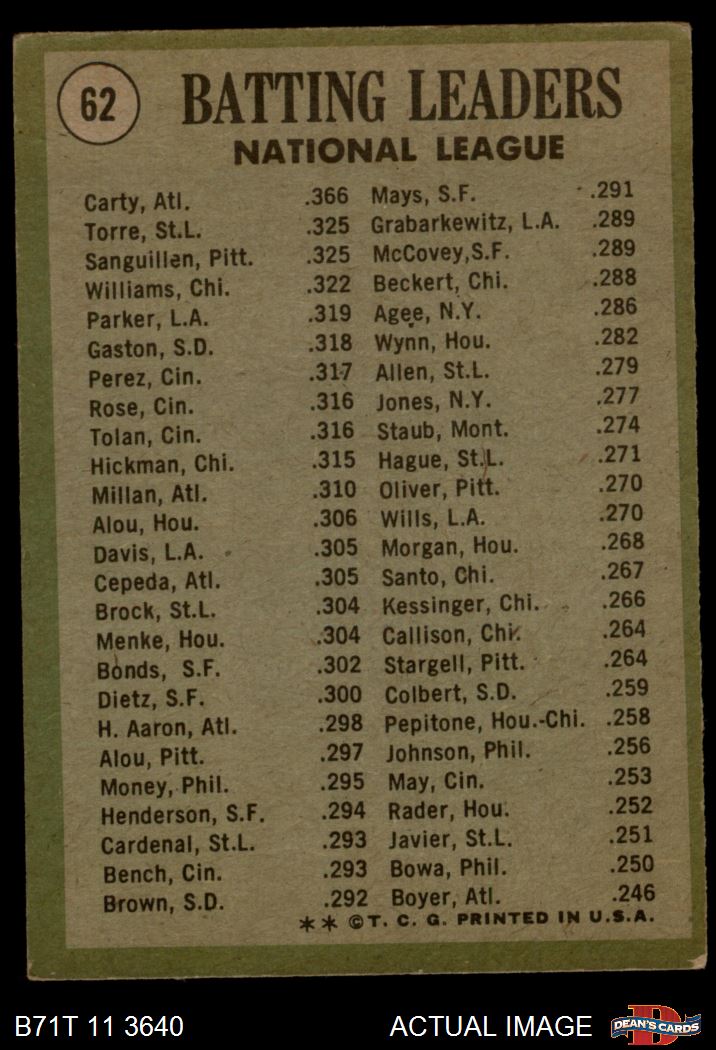 62
BATTING LEADERS
NATIONAL LEAGUE
Carty, Atl. .366
Torre, St.L. .325
Sanguillen, Pitt. .325
Williams, Chi. .322
Parker, L.A. .319
Gaston, S.D. .318
Perez, Cin. .317
Rose, Cin. .316
Tolan, Cin. .316
Hickman, Chi. .315
Millan, Atl. .310
Alou, Hou. .306
Davis, L.A. .305
Cepeda, Atl. .305
Brock, St.L. .304
Menke, Hou. .304
Bonds, S.F. .302
Dietz, S.F. .300
H. Aaron, Atl. .298
Alou, Pitt. .297
Money, Phil. .295
Henderson, S.F. .294
Cardenal, St.L. .293
Bench, Cin. .293
Brown, S.D. .292
Mays, S.F. .291
Grabarkewitz, L.A. .289
McCovey,S.F. .289
Beckert, Chi. .288
Agee, N.Y. .286
Wynn, Hou. .282
Allen, St.L. .279
Jones, N.Y. .277
Staub, Mont. .274
Hague, St.L. .271
Oliver, Pitt. .270
Wills, L.A. .270
Morgan, Hou. .268
Santo, Chi. .267
Kessinger, Chi. .266
Callison, Chi. .264
Stargell, Pitt. .264
Colbert, S.D. .259
Pepitone, Hou.-Chi. .258
Johnson, Phil. .256
May, Cin. .253
Rader, Hou. .252
Javier, St.L. .251
Bowa, Phil. .250
Boyer, Atl. .246
** ©T. C. G. PRINTED IN U.S.A.
B71T 11 3640 ACTUAL IMAGE
DEAN'S CARDS